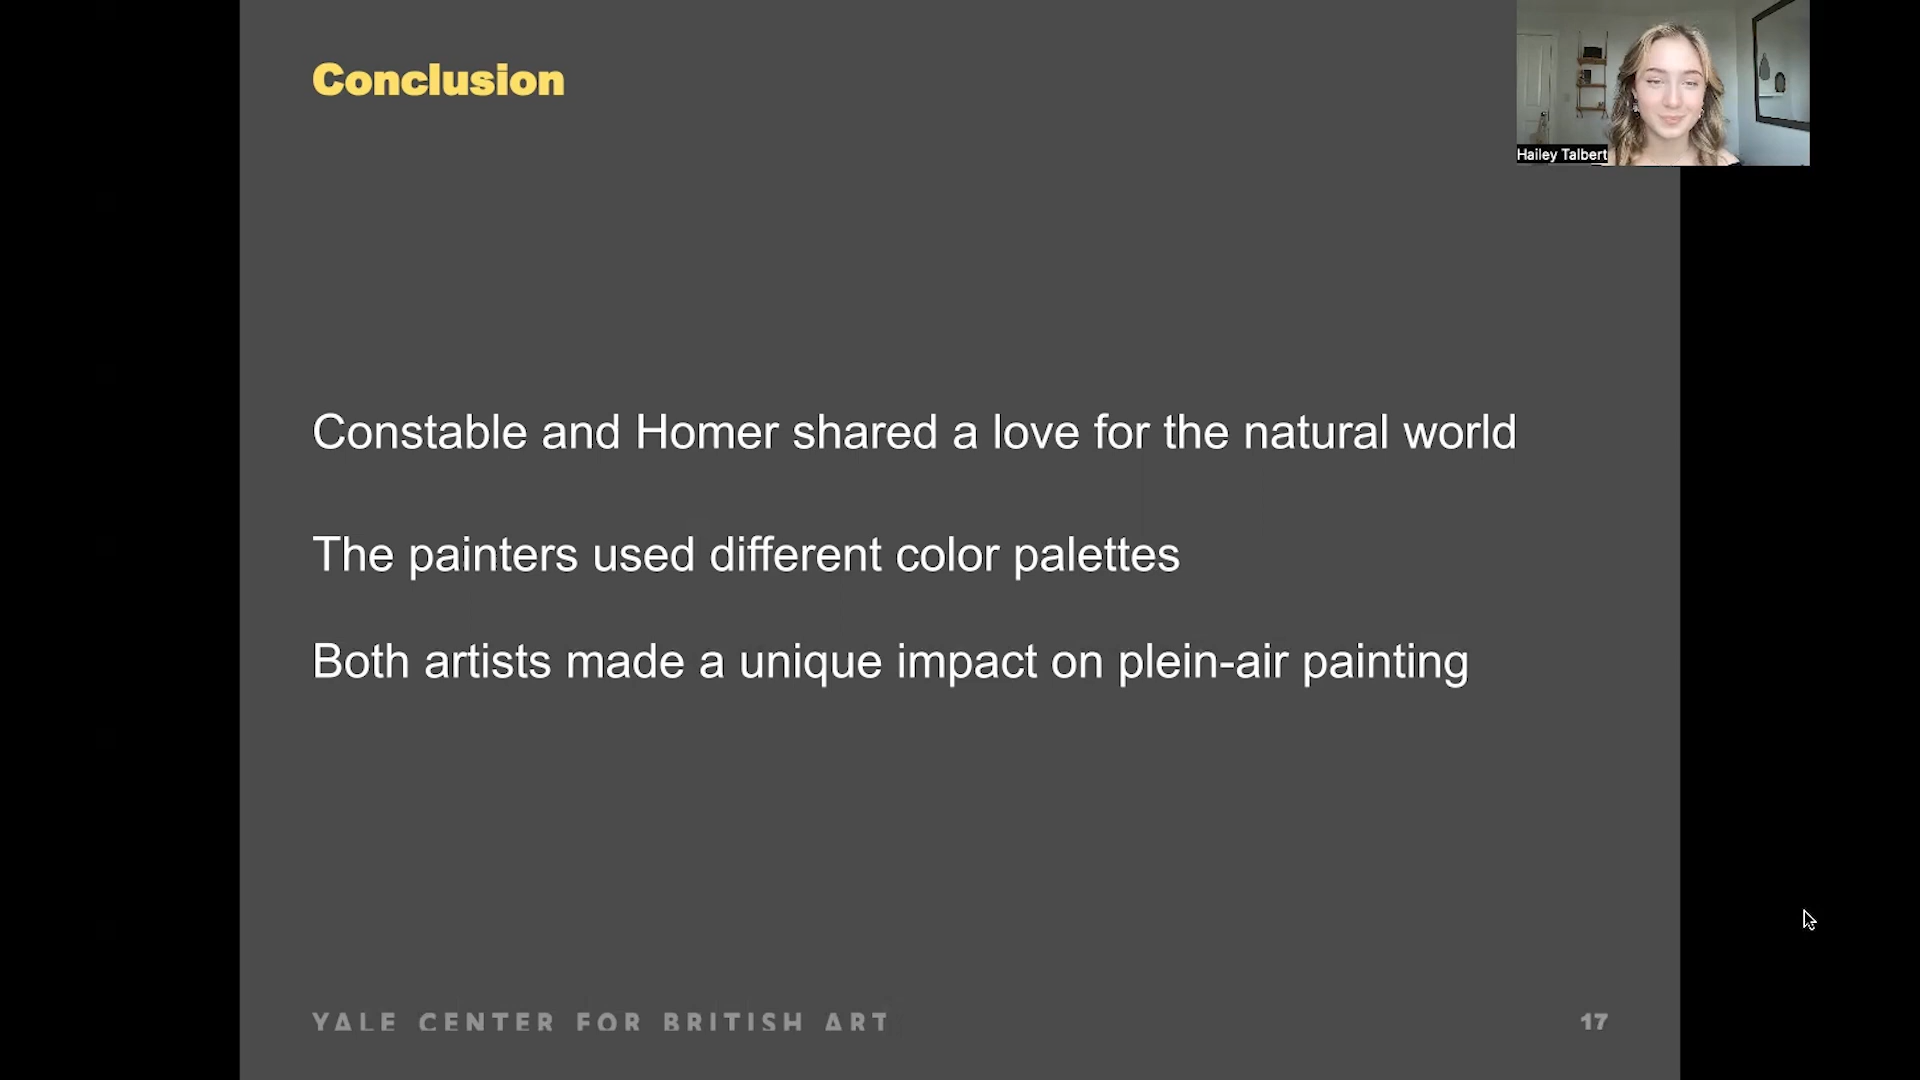 Conclusion
Hailey Talbert
Constable and Homer shared a love for the natural world
The painters used different color palettes
Both artists made a unique impact on plein-air painting
YALE CENTER FOR BRITISH ART
17